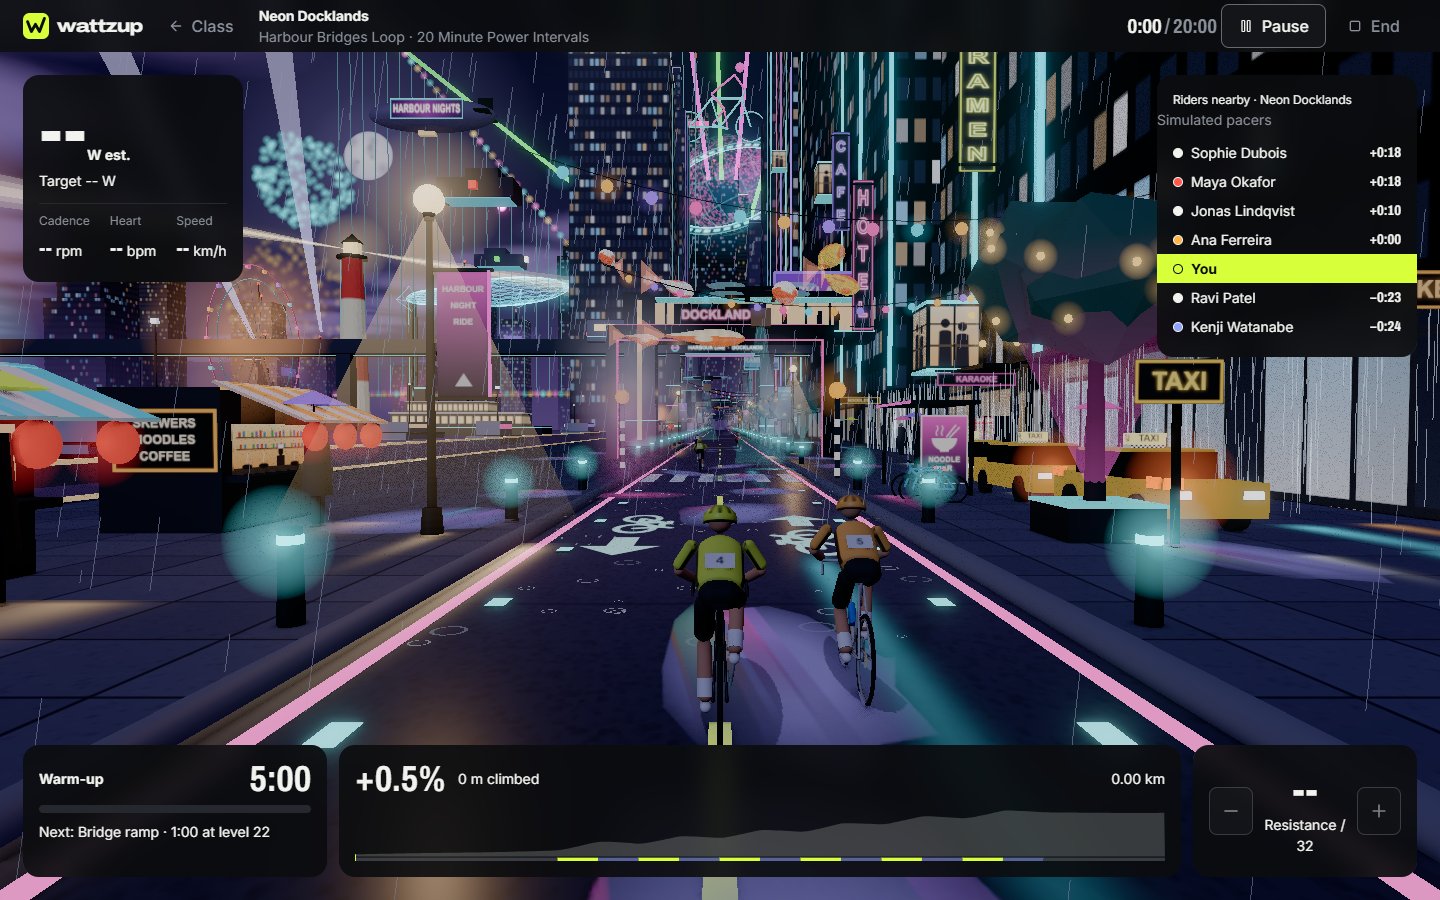 wattzup
Class
Neon Docklands
Harbour Bridges Loop · 20 Minute Power Intervals
0:00 / 20:00
Pause
End
-- W est.
Target -- W
Cadence Heart Speed
-- rpm -- bpm -- km/h
Riders nearby · Neon Docklands
Simulated pacers
Sophie Dubois +0:18
Maya Okafor +0:18
Jonas Lindqvist +0:10
Ana Ferreira +0:00
You
Ravi Patel −0:23
Kenji Watanabe −0:24
HARBOUR NIGHTS
RAMEN
CAFE
HOTEL
HARBOUR
NIGHT
RIDE
DOCKLAND
KARAOKE
TAXI
TAXI
TAXI
SKEWERS
NOODLES
COFFEE
NOODLE
BAR
4
5
Warm-up 5:00
Next: Bridge ramp · 1:00 at level 22
+0.5% 0 m climbed 0.00 km
--
Resistance /
32